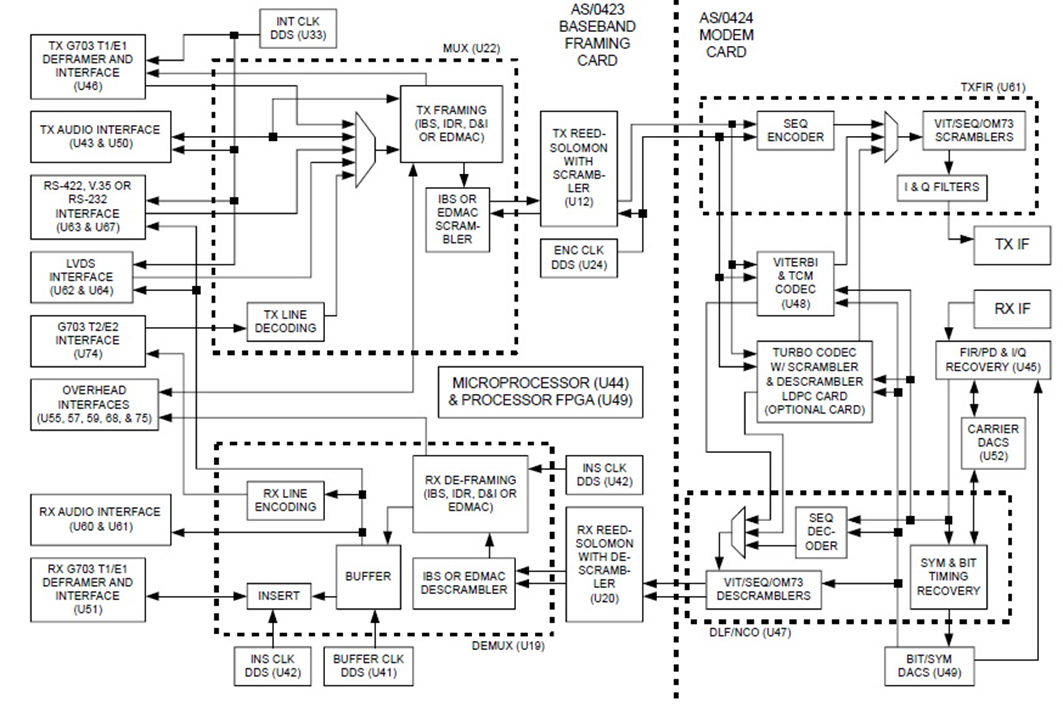 AS/0423
BASEBAND
FRAMING
CARD
AS/0424
MODEM
CARD
INT CLK
DDS (U33)
TX G703 T1/E1
DEFRAMER AND
INTERFACE
(U46)
TX AUDIO INTERFACE
(U43 & U50)
RS-422, V.35 OR
RS-232
INTERFACE
(U63 & U67)
LVDS
INTERFACE
(U62 & U64)
G703 T2/E2
INTERFACE
(U74)
OVERHEAD
INTERFACES
(U55, 57, 59, 68, & 75)
MUX (U22)
TX FRAMING
(IBS, IDR, D&I
OR EDMAC)
IBS OR
EDMAC
SCRAM-
BLER
TX LINE
DECODING
TX REED-
SOLOMON
WITH
SCRAMB-
LER
(U12)
ENC CLK
DDS (U24)
MICROPROCESSOR (U44)
& PROCESSOR FPGA (U49)
TXFIR (U61)
SEQ
ENCODER
VIT/SEQ/OM73
SCRAMBLERS
I & Q FILTERS
TX IF
VITERBI
& TCM
CODEC
(U48)
RX IF
TURBO CODEC
W/ SCRAMBLER
& DESCRAMBLER
LDPC CARD
(OPTIONAL CARD)
FIR/PD & I/Q
RECOVERY (U45)
CARRIER
DACS
(U52)
RX AUDIO INTERFACE
(U60 & U61)
RX G703 T1/E1
DEFRAMER AND
INTERFACE
(U51)
RX LINE
ENCODING
RX DE-FRAMING
(IBS, IDR, D&I OR
EDMAC)
INS CLK
DDS (U42)
BUFFER
INSERT
IBS OR EDMAC
DESCRAMBLER
RX REED-
SOLOMON
WITH DE-
SCRAMB-
LER
(U20)
DEMUX (U19)
INS CLK
DDS (U42)
BUFFER CLK
DDS (U41)
SEQ
DEC-
ODER
VIT/SEQ/OM73
DESCRAMBLERS
SYM & BIT
TIMING
RECOVERY
DLF/NCO (U47)
BIT/SYM
DACS (U49)